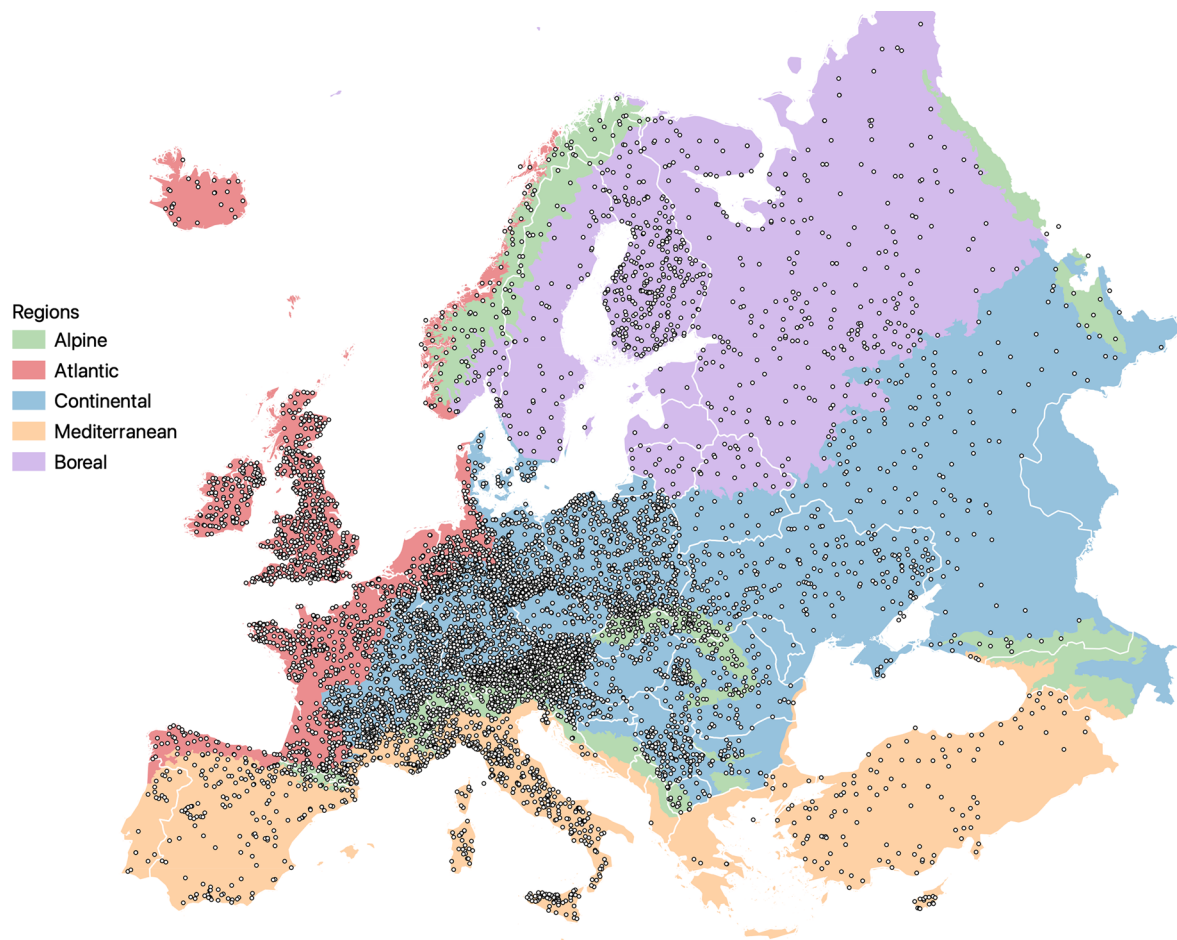 Regions
Alpine
Atlantic
Continental
Mediterranean
Boreal